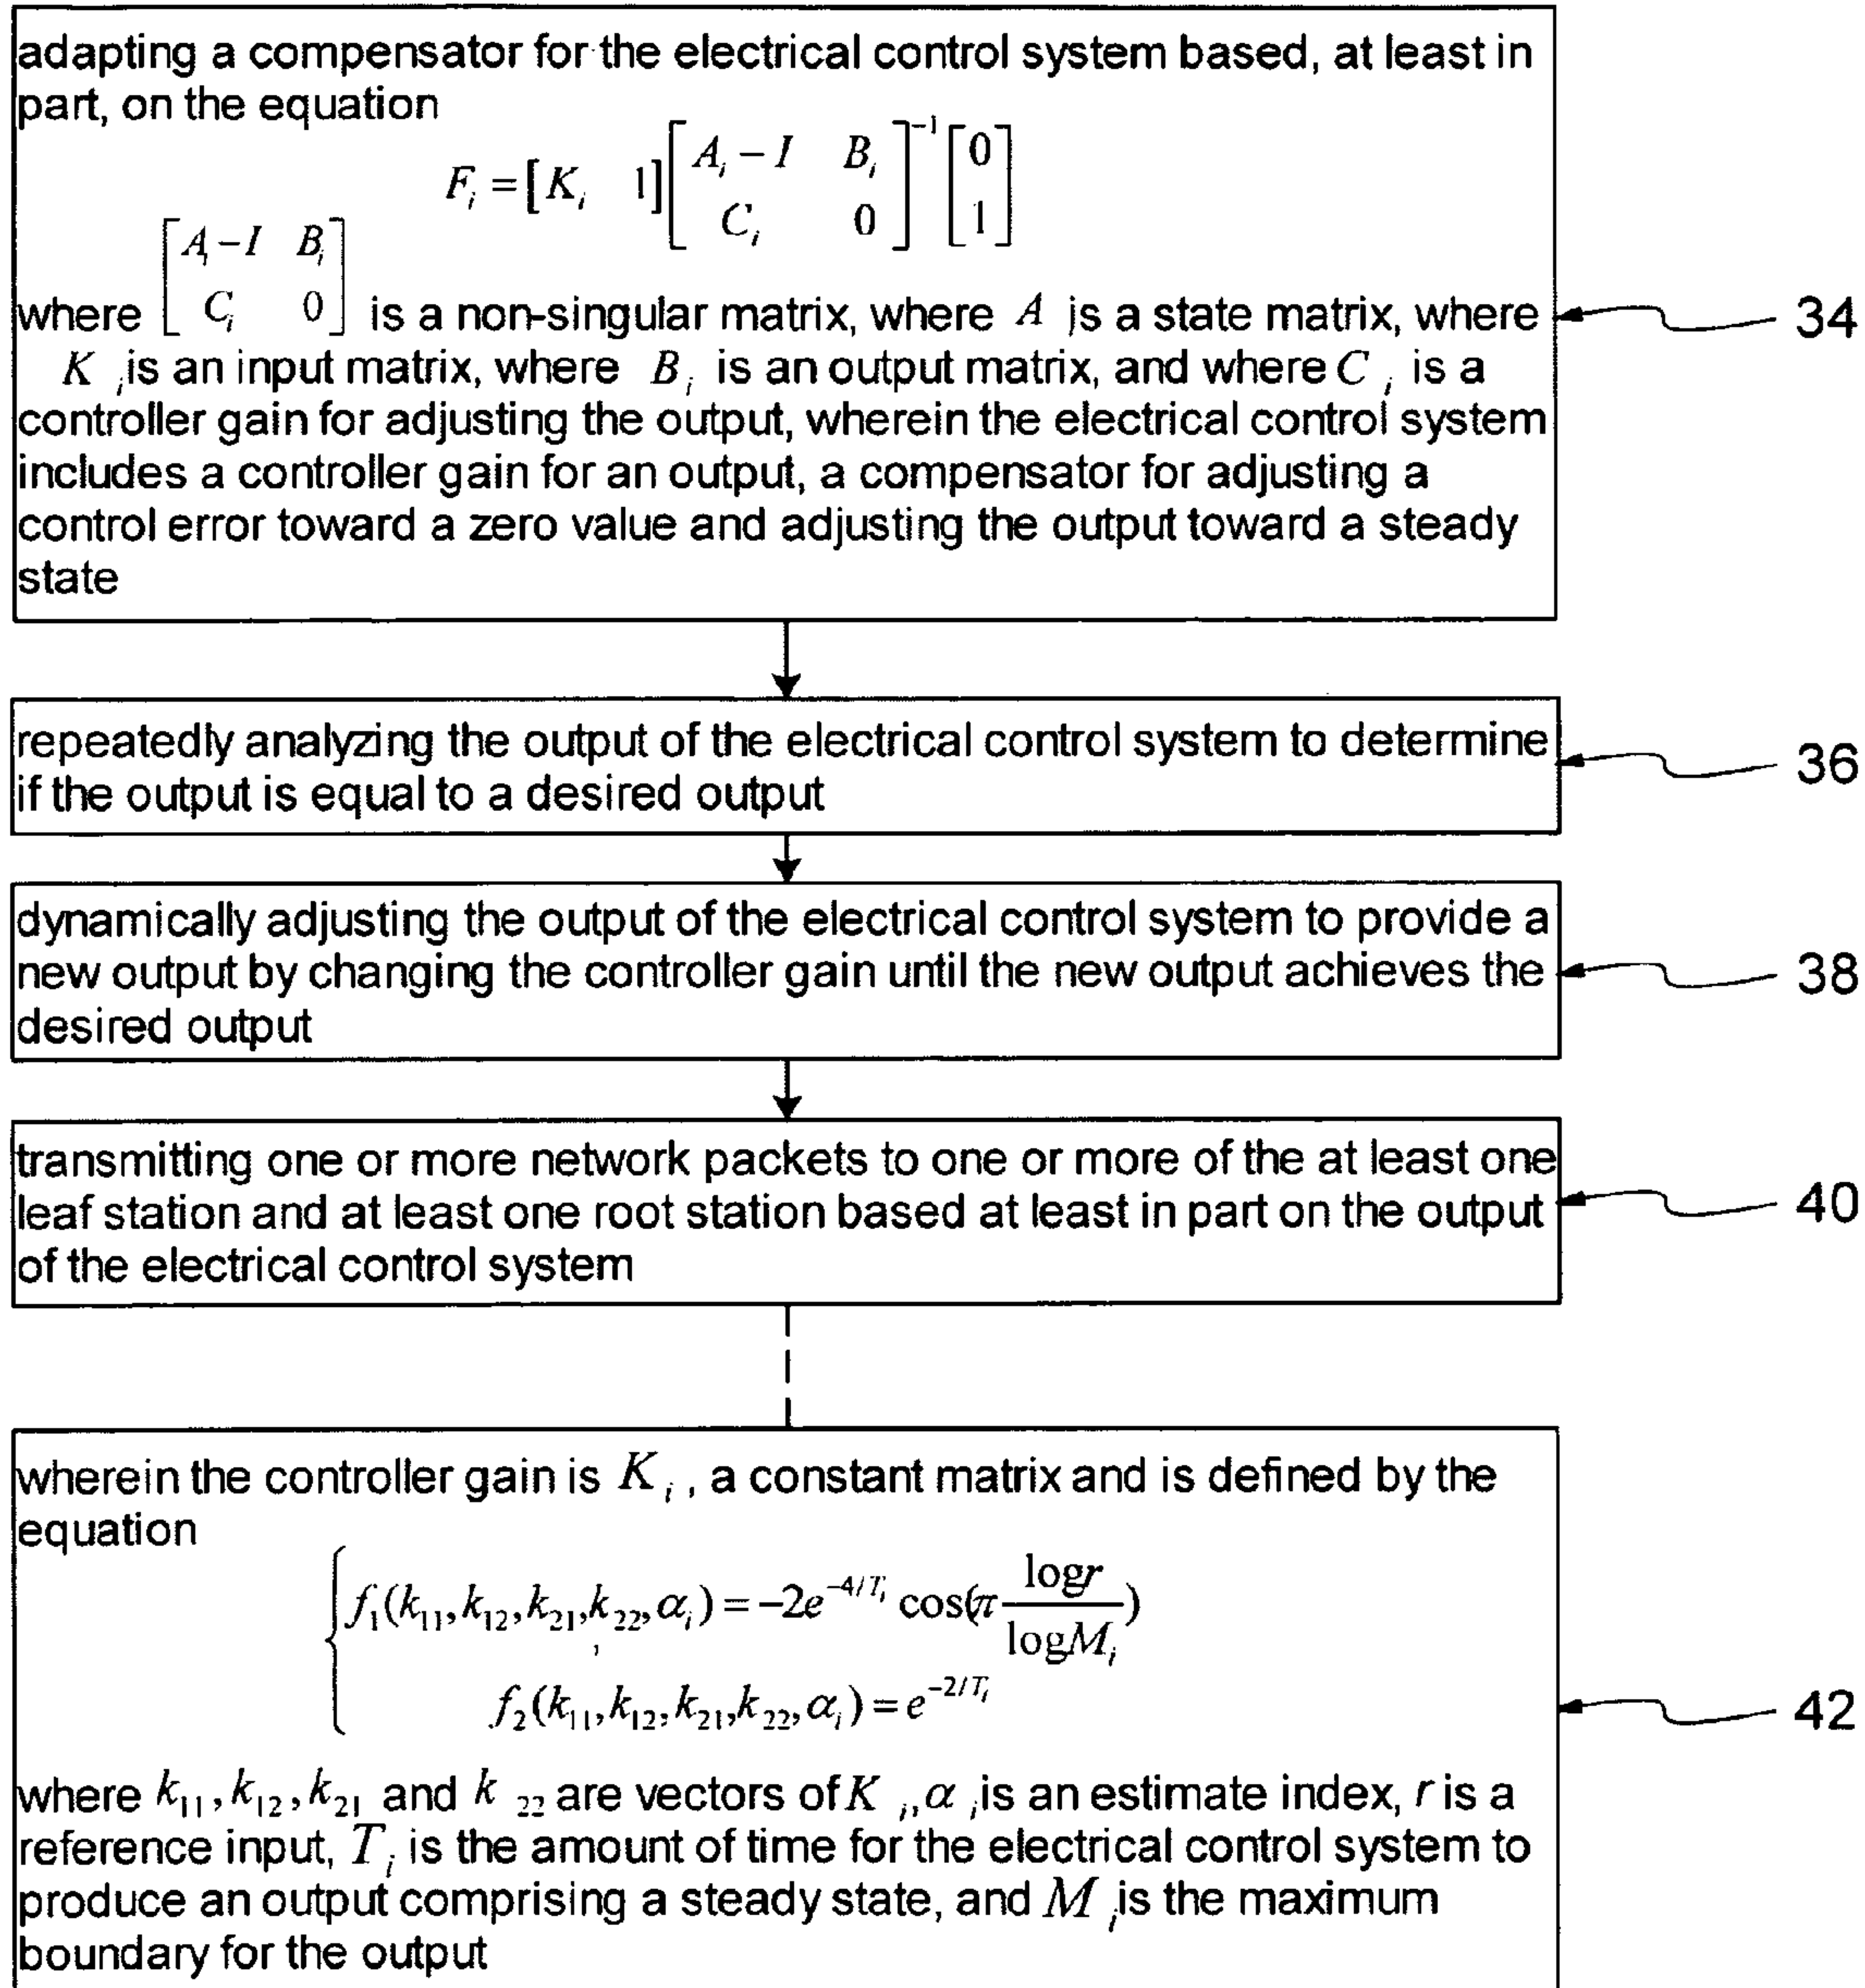 adapting a compensator for the electrical control system based, at least in
part, on the equation
F_i = [K_i 1] [A_i − I B_i; C_i 0]^{-1} [0; 1]
where [A_i − I B_i; C_i 0] is a non-singular matrix, where A is a state matrix, where
K_i is an input matrix, where B_i is an output matrix, and where C_i is a
34
controller gain for adjusting the output, wherein the electrical control system
includes a controller gain for an output, a compensator for adjusting a
control error toward a zero value and adjusting the output toward a steady
state
repeatedly analyzing the output of the electrical control system to determine
if the output is equal to a desired output
36
dynamically adjusting the output of the electrical control system to provide a
new output by changing the controller gain until the new output achieves the
desired output
38
transmitting one or more network packets to one or more of the at least one
leaf station and at least one root station based at least in part on the output
of the electrical control system
40
wherein the controller gain is K_i, a constant matrix and is defined by the
equation
{ f_1(k_11, k_12, k_21, k_22, α_i) = −2e^{−4/T_i} cos(π log r / log M_i)
,
f_2(k_11, k_12, k_21, k_22, α_i) = e^{−2/T_i}
42
where k_11, k_12, k_21 and k_22 are vectors of K_i, α_i is an estimate index, r is a
reference input, T_i is the amount of time for the electrical control system to
produce an output comprising a steady state, and M_i is the maximum
boundary for the output